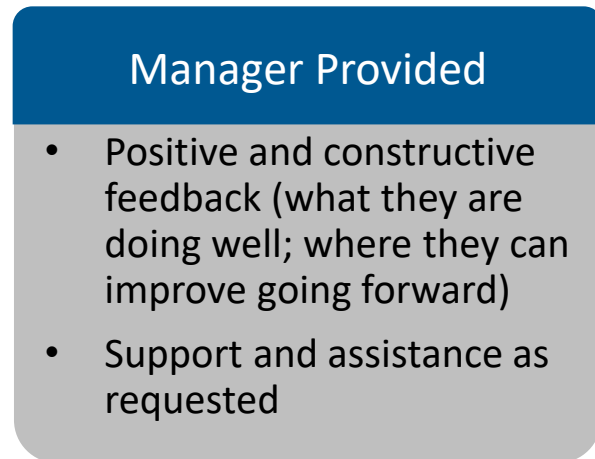 Manager Provided
• Positive and constructive
feedback (what they are
doing well; where they can
improve going forward)
• Support and assistance as
requested